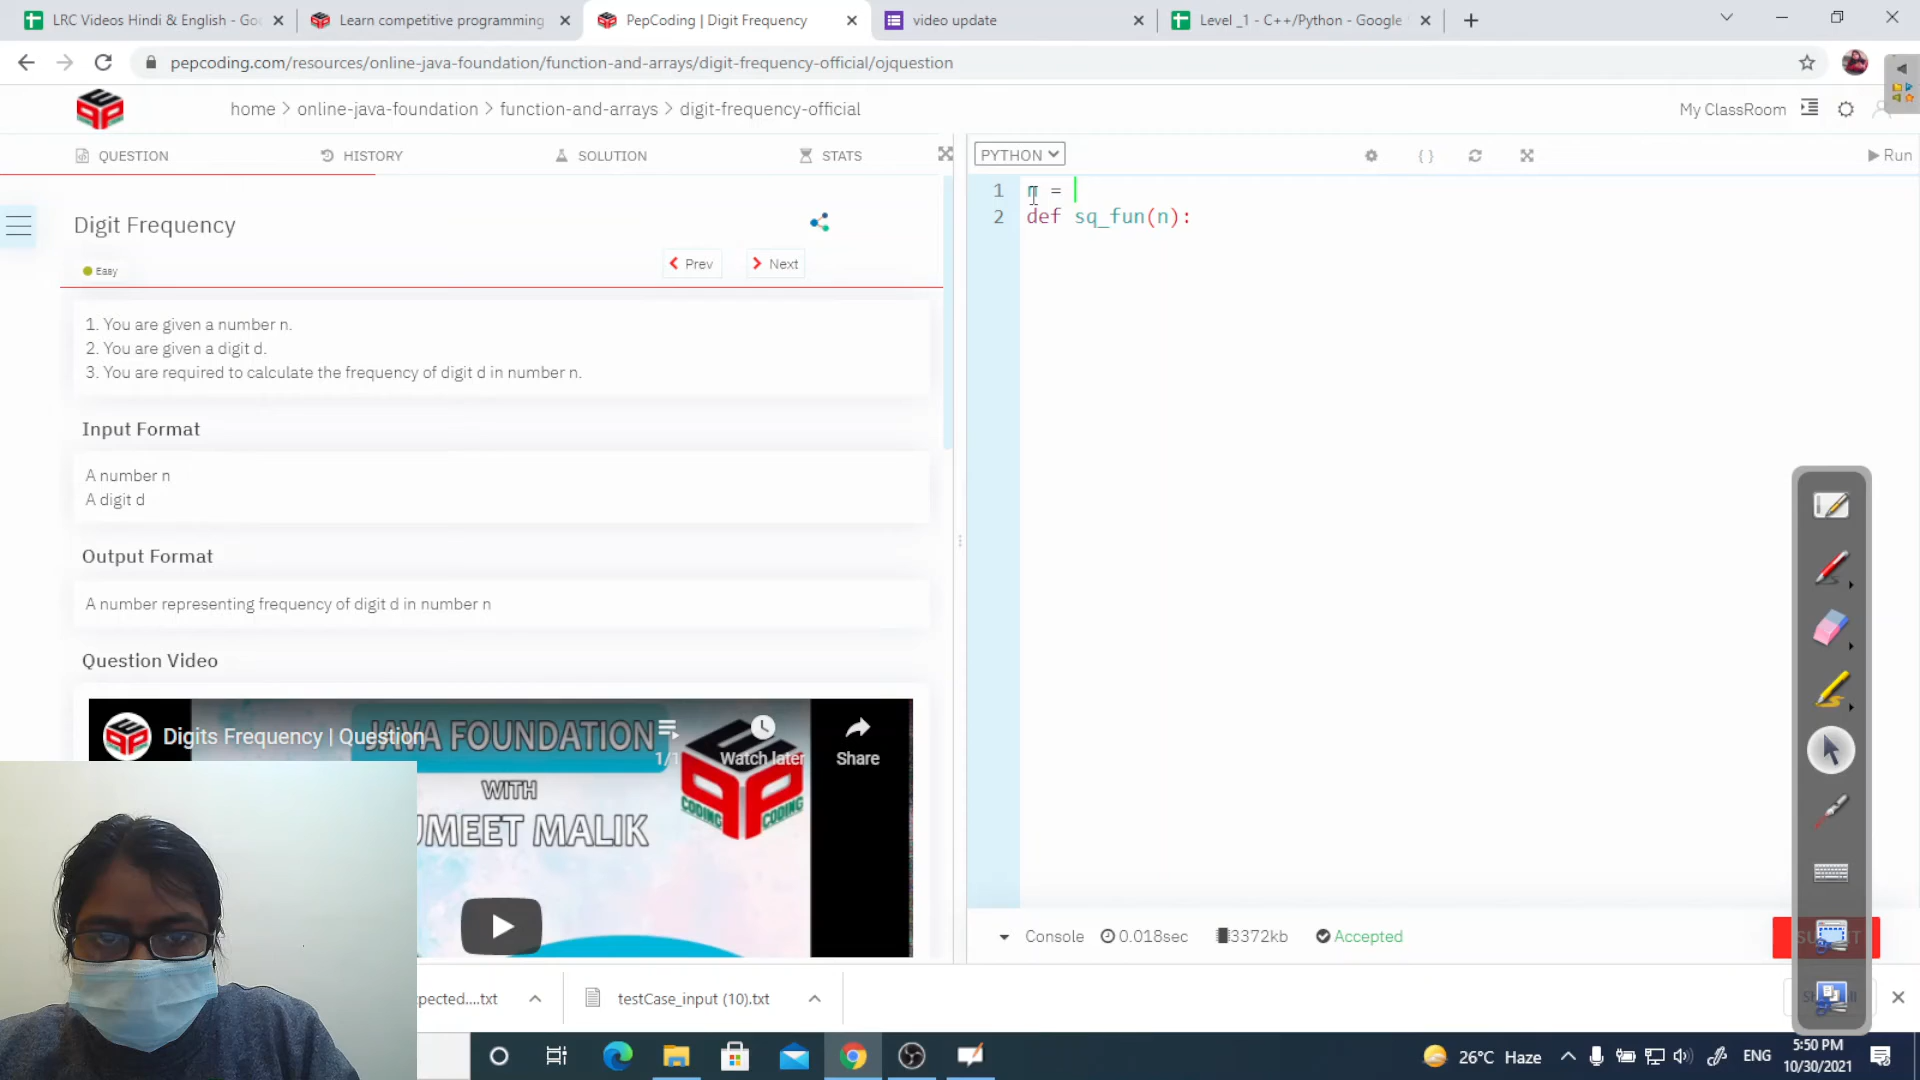 LRC Videos Hindi & English - Go
Learn competitive programming
PepCoding | Digit Frequency
video update
Level _1 - C++/Python - Google
pepcoding.com/resources/online-java-foundation/function-and-arrays/digit-frequency-official/ojquestion
home > online-java-foundation > function-and-arrays > digit-frequency-official
My ClassRoom
QUESTION
HISTORY
SOLUTION
STATS
PYTHON
Run
1 n =
2 def sq_fun(n):
Digit Frequency
Prev
Next
Easy
1. You are given a number n.
2. You are given a digit d.
3. You are required to calculate the frequency of digit d in number n.
Input Format
A number n
A digit d
Output Format
A number representing frequency of digit d in number n
Question Video
Digits Frequency | Question
JAVA FOUNDATION
1/1
Watch later
Share
WITH
UMEET MALIK
CODING
Console
0.018sec
3372kb
Accepted
pected....txt
testCase_input (10).txt
26°C Haze
ENG
5:50 PM
10/30/2021